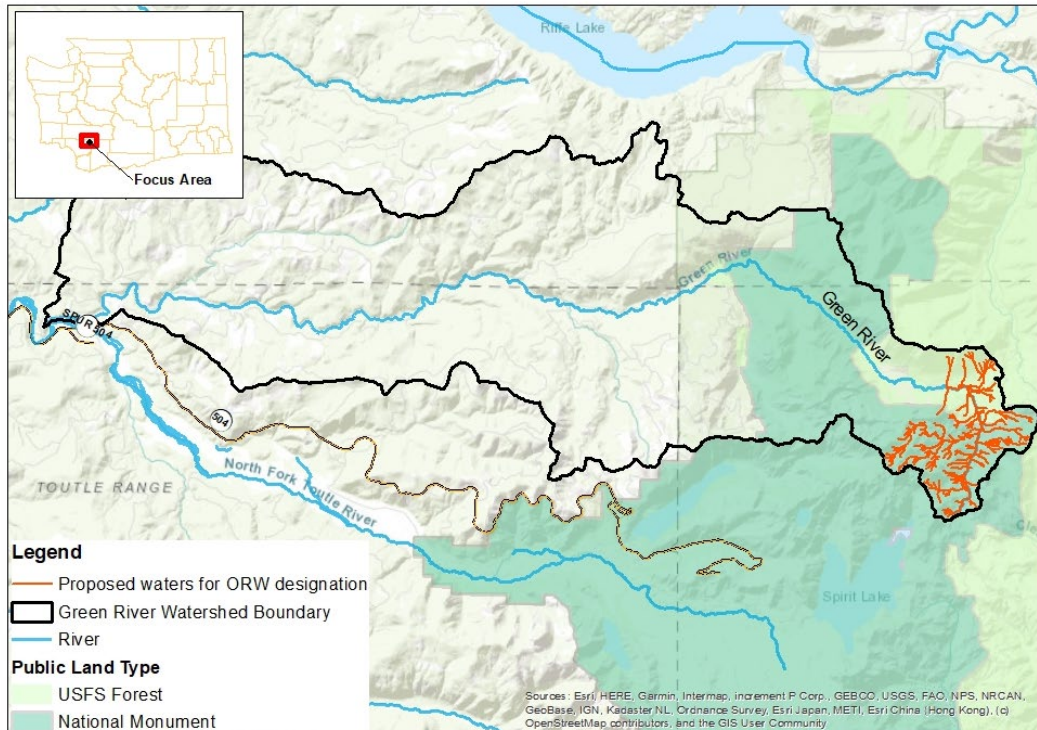 Riffe Lake
Focus Area
Green River
Green River
SPUR 504
504
North Fork Toutle River
TOUTLE RANGE
Spirit Lake
Legend
Proposed waters for ORW designation
Green River Watershed Boundary
River
Public Land Type
USFS Forest
National Monument
Sources: Esri, HERE, Garmin, Intermap, increment P Corp., GEBCO, USGS, FAO, NPS, NRCAN,
GeoBase, IGN, Kadaster NL, Ordnance Survey, Esri Japan, METI, Esri China (Hong Kong), (c)
OpenStreetMap contributors, and the GIS User Community